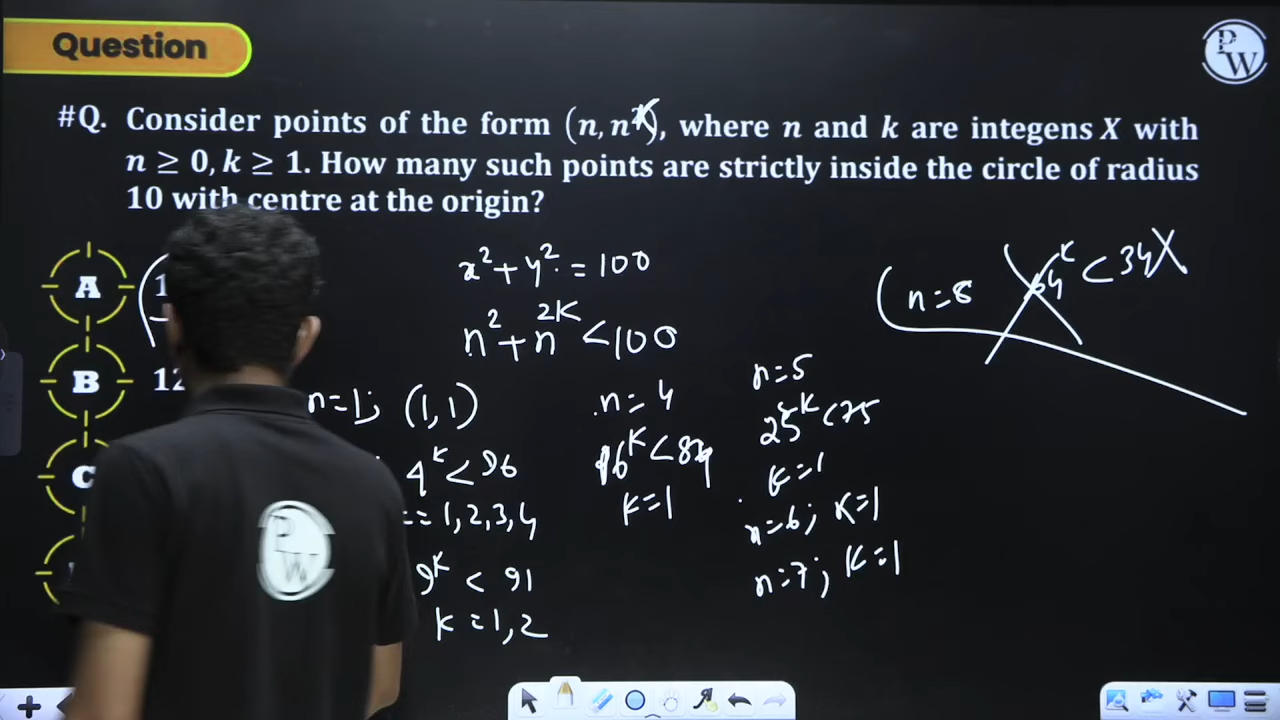 Question
PW
#Q. Consider points of the form (n, n^K), where n and k are integens X with
n ≥ 0, k ≥ 1. How many such points are strictly inside the circle of radius
10 with centre at the origin?
A
B 12
C
x² + y² = 100
n² + n^2K < 100
n=1; (1,1)
4^K < 96
= 1,2,3,4
9^K < 91
K = 1,2
n = 4
16^K < 84
K = 1
n=5
25^K < 75
K=1
n=6; K=1
n=7; K=1
n=8 64^K < 34 X
PW